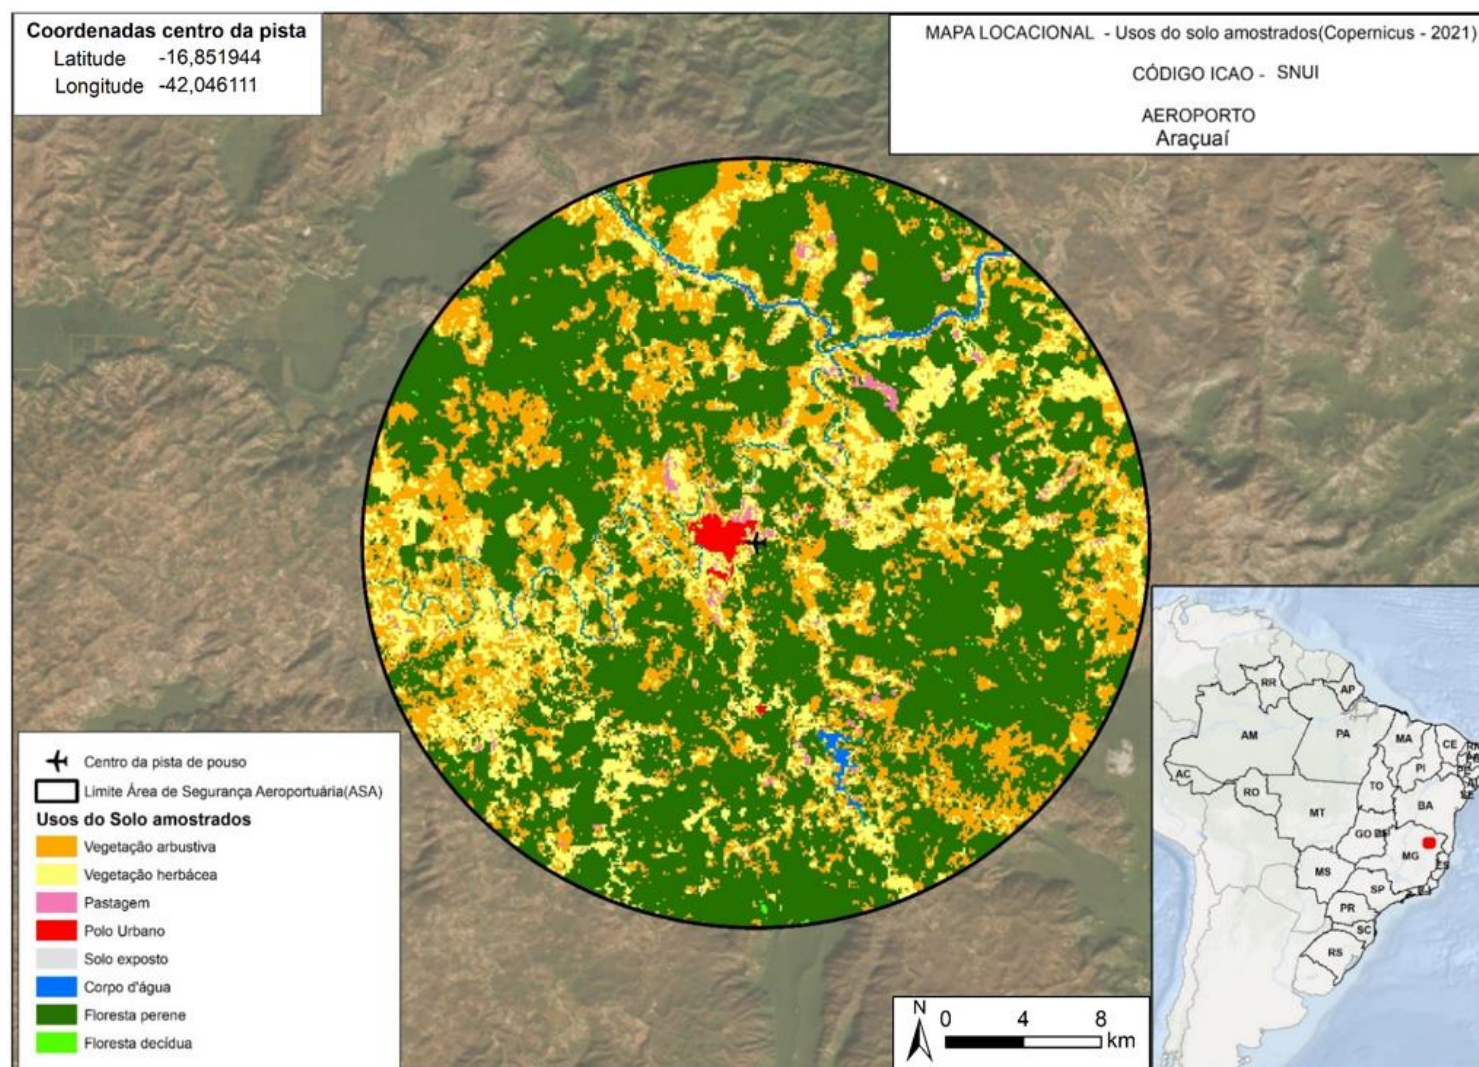 Coordenadas centro da pista
Latitude -16,851944
Longitude -42,046111
MAPA LOCACIONAL - Usos do solo amostrados(Copernicus - 2021)
CÓDIGO ICAO - SNUI
AEROPORTO
Araçuaí
Centro da pista de pouso
Limite Área de Segurança Aeroportuária(ASA)
Usos do Solo amostrados
Vegetação arbustiva
Vegetação herbácea
Pastagem
Polo Urbano
Solo exposto
Corpo d'água
Floresta perene
Floresta decídua
N
0 4 8
km
RR
AP
AM
PA
MA
CE
RN
PI
AC
TO
RO
BA
SE
MT
GO
MG
ES
MS
SP
RJ
PR
SC
RS